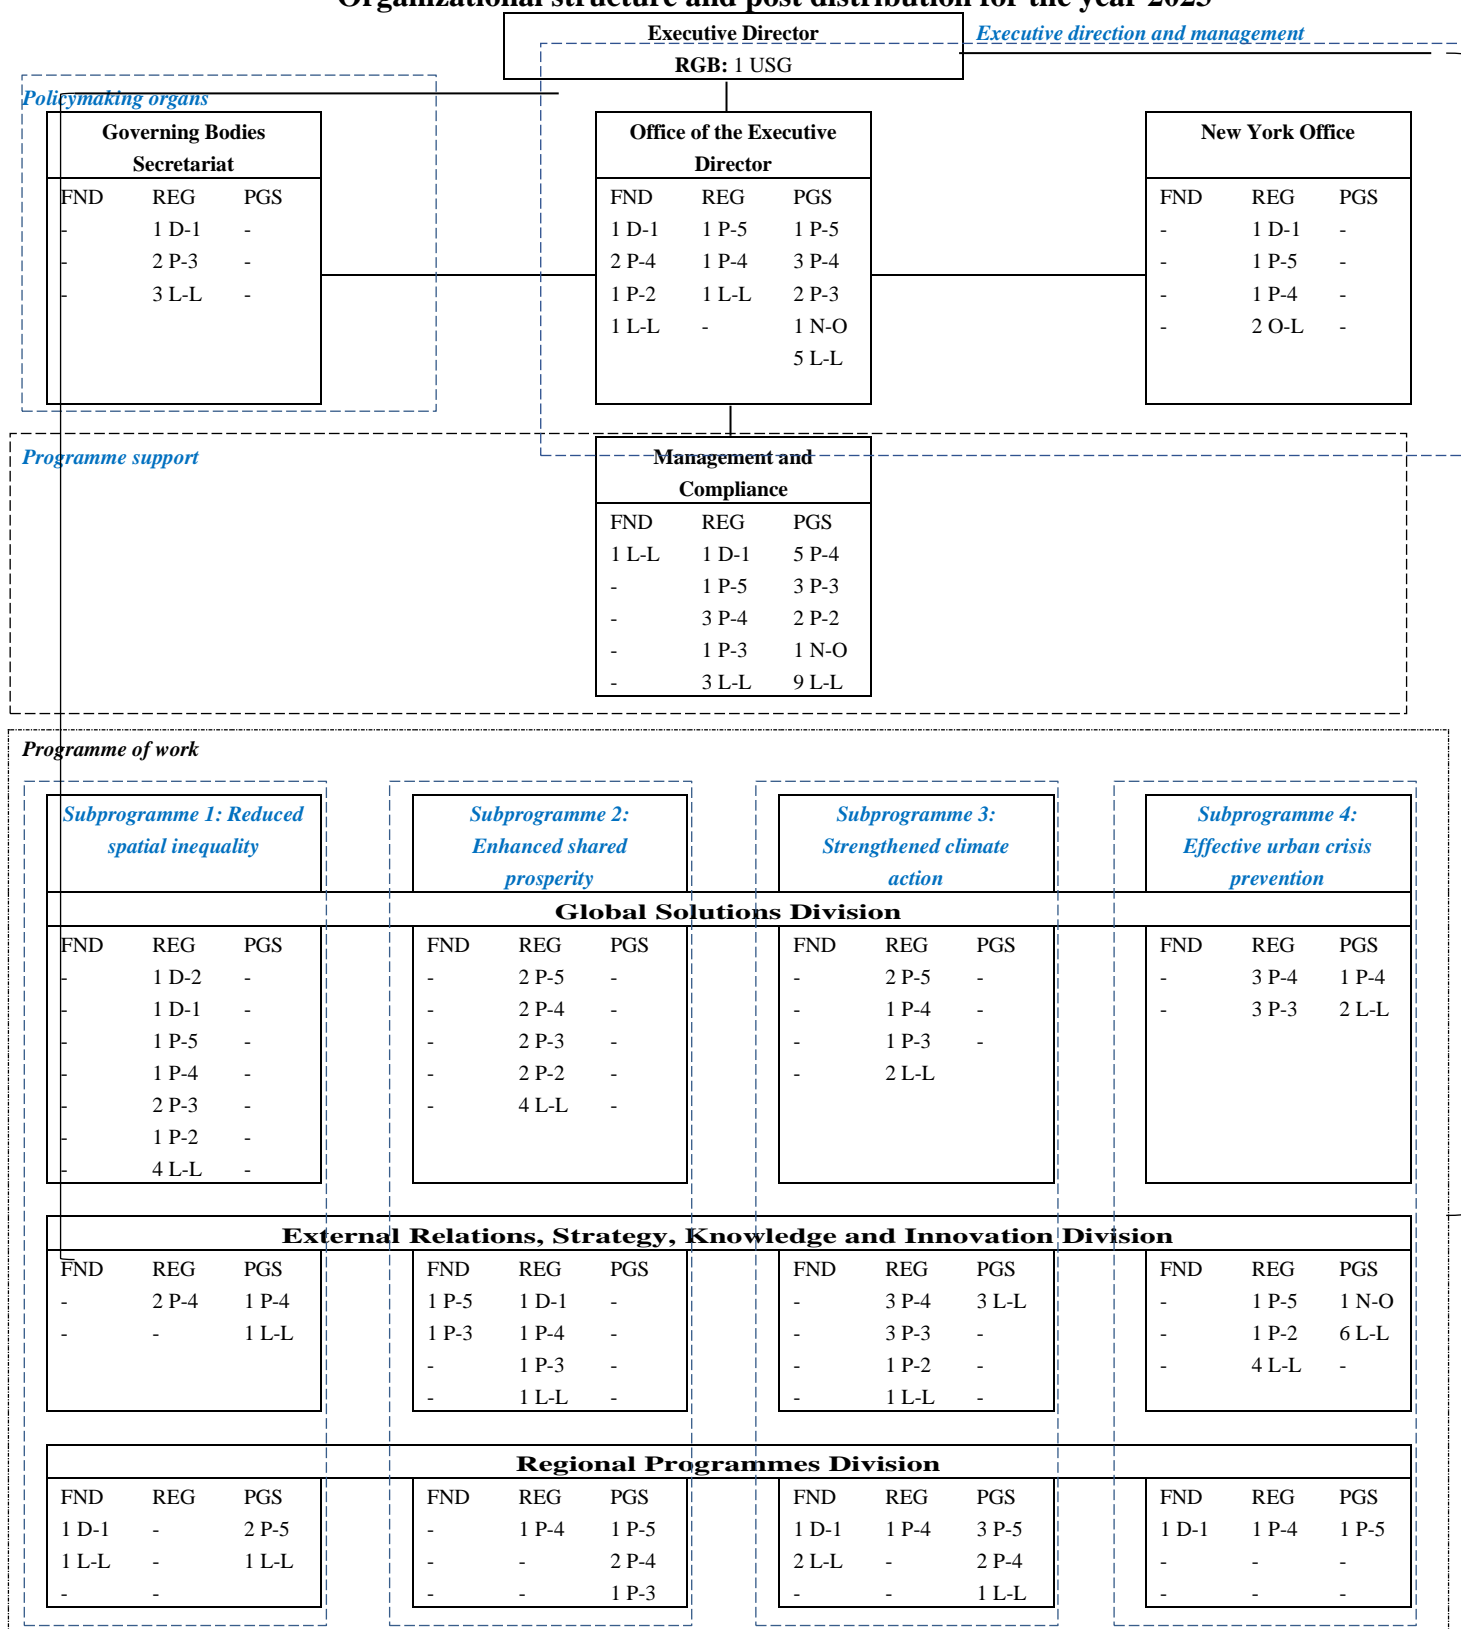 Organizational structure and post distribution for the year 2023
Executive Director
RGB: 1 USG
Executive direction and management
Policymaking organs
Governing Bodies
Secretariat
FND REG PGS
- 1 D-1 -
- 2 P-3 -
- 3 L-L -
Office of the Executive
Director
FND REG PGS
1 D-1 1 P-5 1 P-5
2 P-4 1 P-4 3 P-4
1 P-2 1 L-L 2 P-3
1 L-L - 1 N-O
5 L-L
New York Office
FND REG PGS
- 1 D-1 -
- 1 P-5 -
- 1 P-4 -
- 2 O-L -
Programme support
Management and
Compliance
FND REG PGS
1 L-L 1 D-1 5 P-4
- 1 P-5 3 P-3
- 3 P-4 2 P-2
- 1 P-3 1 N-O
- 3 L-L 9 L-L
Programme of work
Subprogramme 1: Reduced
spatial inequality
Subprogramme 2:
Enhanced shared
prosperity
Subprogramme 3:
Strengthened climate
action
Subprogramme 4:
Effective urban crisis
prevention
Global Solutions Division
FND REG PGS
- 1 D-2 -
- 1 D-1 -
- 1 P-5 -
- 1 P-4 -
- 2 P-3 -
- 1 P-2 -
- 4 L-L -
FND REG PGS
- 2 P-5 -
- 2 P-4 -
- 2 P-3 -
- 2 P-2 -
- 4 L-L -
FND REG PGS
- 2 P-5 -
- 1 P-4 -
- 1 P-3 -
- 2 L-L
FND REG PGS
- 3 P-4 1 P-4
- 3 P-3 2 L-L
External Relations, Strategy, Knowledge and Innovation Division
FND REG PGS
- 2 P-4 1 P-4
- - 1 L-L
FND REG PGS
1 P-5 1 D-1 -
1 P-3 1 P-4 -
- 1 P-3 -
- 1 L-L -
FND REG PGS
- 3 P-4 3 L-L
- 3 P-3 -
- 1 P-2 -
- 1 L-L -
FND REG PGS
- 1 P-5 1 N-O
- 1 P-2 6 L-L
- 4 L-L -
Regional Programmes Division
FND REG PGS
1 D-1 - 2 P-5
1 L-L - 1 L-L
- -
FND REG PGS
- 1 P-4 1 P-5
- - 2 P-4
- - 1 P-3
FND REG PGS
1 D-1 1 P-4 3 P-5
2 L-L - 2 P-4
- - 1 L-L
FND REG PGS
1 D-1 1 P-4 1 P-5
- - -
- - -